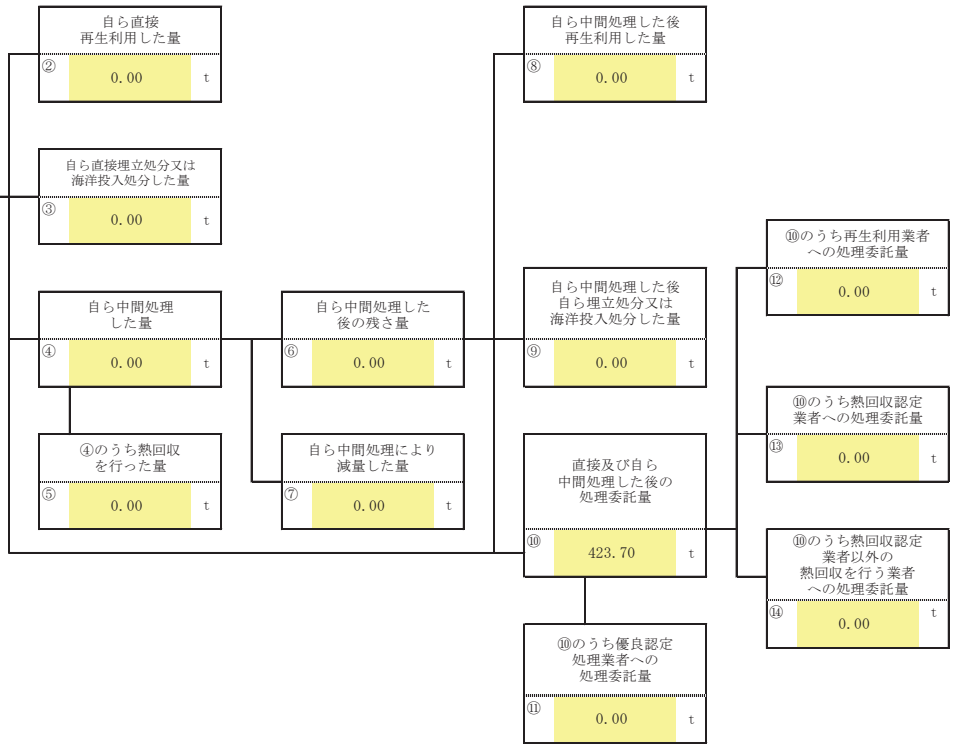 自ら直接
再生利用した量
② 0.00 t
自ら直接埋立処分又は
海洋投入処分した量
③ 0.00 t
自ら中間処理
した量
④ 0.00 t
④のうち熱回収
を行った量
⑤ 0.00 t
自ら中間処理した
後の残さ量
⑥ 0.00 t
自ら中間処理により
減量した量
⑦ 0.00 t
自ら中間処理した後
再生利用した量
⑧ 0.00 t
自ら中間処理した後
自ら埋立処分又は
海洋投入処分した量
⑨ 0.00 t
直接及び自ら
中間処理した後の
処理委託量
⑩ 423.70 t
⑩のうち優良認定
処理業者への
処理委託量
⑪ 0.00 t
⑩のうち再生利用業者
への処理委託量
⑫ 0.00 t
⑩のうち熱回収認定
業者への処理委託量
⑬ 0.00 t
⑩のうち熱回収認定
業者以外の
熱回収を行う業者
への処理委託量
⑭ 0.00 t